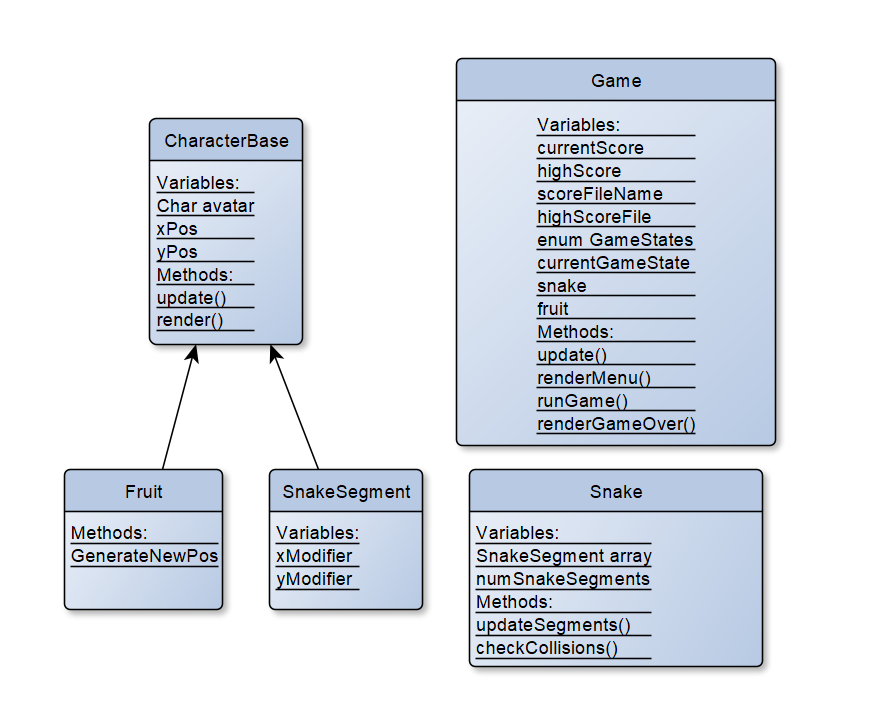 CharacterBase
Variables:
Char avatar
xPos
yPos
Methods:
update()
render()
Game
Variables:
currentScore
highScore
scoreFileName
highScoreFile
enum GameStates
currentGameState
snake
fruit
Methods:
update()
renderMenu()
runGame()
renderGameOver()
Fruit
Methods:
GenerateNewPos
SnakeSegment
Variables:
xModifier
yModifier
Snake
Variables:
SnakeSegment array
numSnakeSegments
Methods:
updateSegments()
checkCollisions()